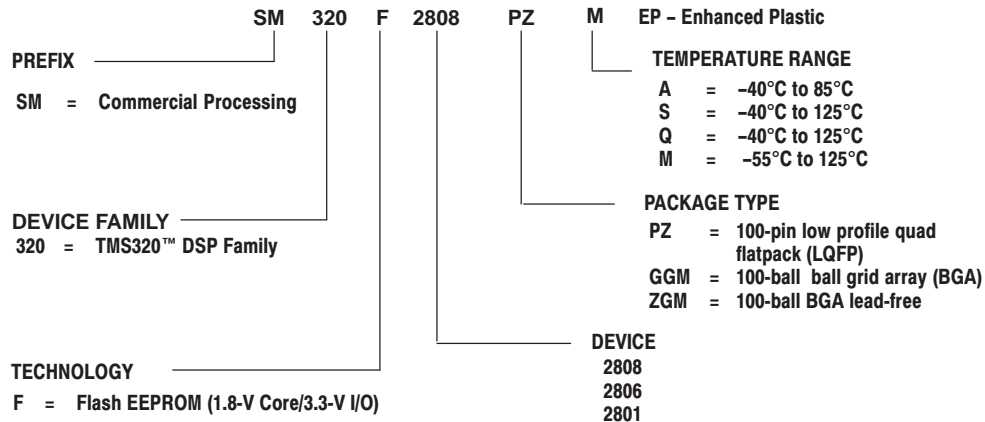 SM 320 F 2808 PZ M EP – Enhanced Plastic
PREFIX
SM = Commercial Processing
TEMPERATURE RANGE
A = –40°C to 85°C
S = –40°C to 125°C
Q = –40°C to 125°C
M = –55°C to 125°C
DEVICE FAMILY
320 = TMS320™ DSP Family
PACKAGE TYPE
PZ = 100-pin low profile quad
flatpack (LQFP)
GGM = 100-ball ball grid array (BGA)
ZGM = 100-ball BGA lead-free
TECHNOLOGY
F = Flash EEPROM (1.8-V Core/3.3-V I/O)
DEVICE
2808
2806
2801